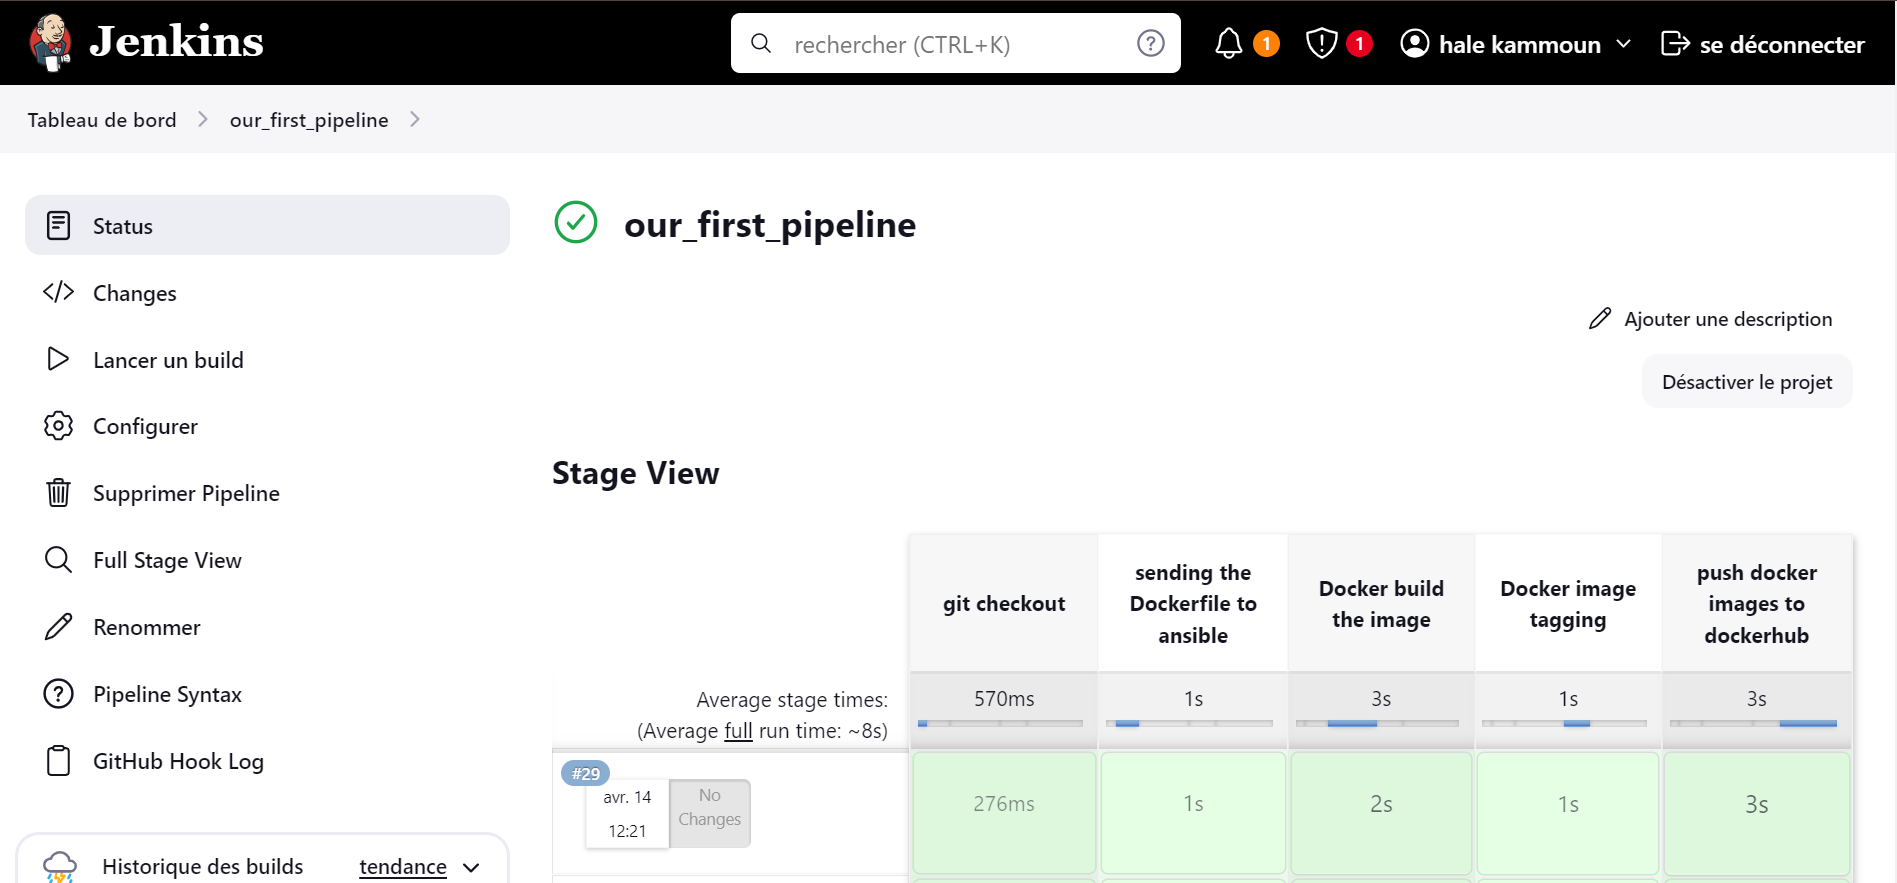 Jenkins
rechercher (CTRL+K)
?
1
1
hale kammoun
se déconnecter
Tableau de bord
our_first_pipeline
Status
Changes
Lancer un build
Configurer
Supprimer Pipeline
Full Stage View
Renommer
Pipeline Syntax
GitHub Hook Log
Historique des builds
tendance
our_first_pipeline
Ajouter une description
Désactiver le projet
Stage View
git checkout
sending the
Dockerfile to
ansible
Docker build
the image
Docker image
tagging
push docker
images to
dockerhub
Average stage times:
(Average full run time: ~8s)
570ms
1s
3s
1s
3s
#29
avr. 14
12:21
No
Changes
276ms
1s
2s
1s
3s